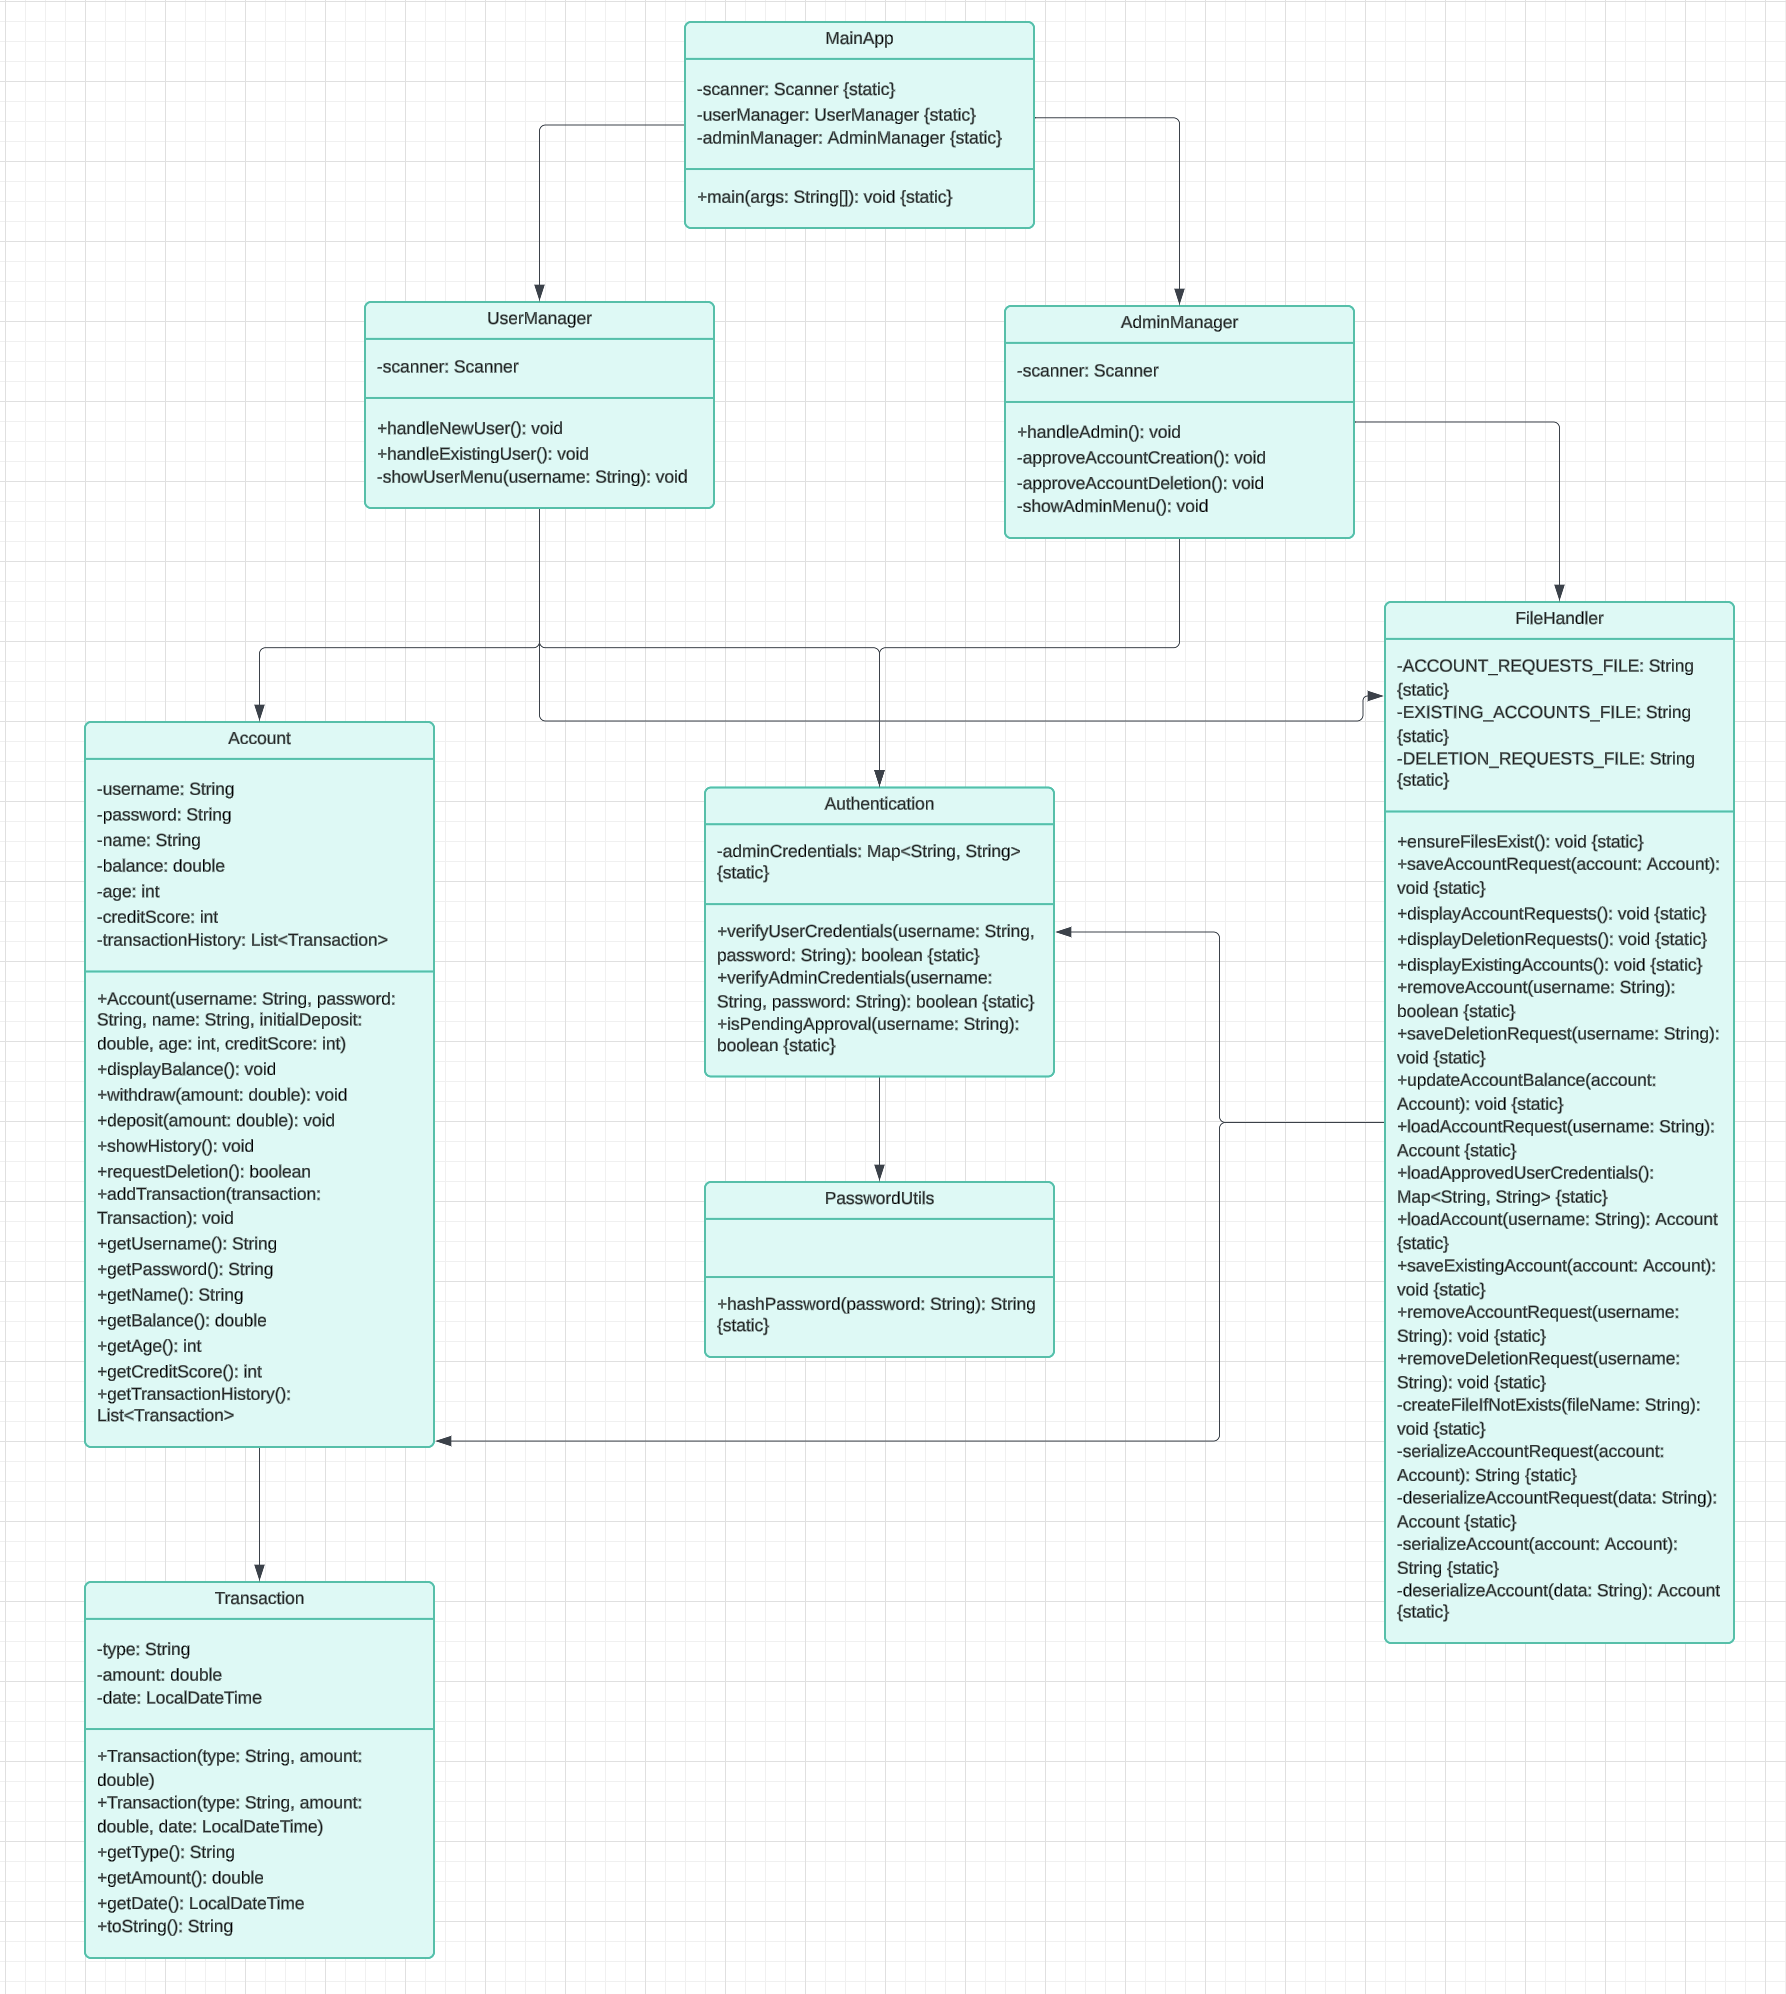 MainApp
-scanner: Scanner {static}
-userManager: UserManager {static}
-adminManager: AdminManager {static}
+main(args: String[]): void {static}
UserManager
-scanner: Scanner
+handleNewUser(): void
+handleExistingUser(): void
-showUserMenu(username: String): void
AdminManager
-scanner: Scanner
+handleAdmin(): void
-approveAccountCreation(): void
-approveAccountDeletion(): void
-showAdminMenu(): void
FileHandler
-ACCOUNT_REQUESTS_FILE: String
{static}
-EXISTING_ACCOUNTS_FILE: String
{static}
-DELETION_REQUESTS_FILE: String
{static}
+ensureFilesExist(): void {static}
+saveAccountRequest(account: Account):
void {static}
+displayAccountRequests(): void {static}
+displayDeletionRequests(): void {static}
+displayExistingAccounts(): void {static}
+removeAccount(username: String):
boolean {static}
+saveDeletionRequest(username: String):
void {static}
+updateAccountBalance(account:
Account): void {static}
+loadAccountRequest(username: String):
Account {static}
+loadApprovedUserCredentials():
Map<String, String> {static}
+loadAccount(username: String): Account
{static}
+saveExistingAccount(account: Account):
void {static}
+removeAccountRequest(username:
String): void {static}
+removeDeletionRequest(username:
String): void {static}
-createFileIfNotExists(fileName: String):
void {static}
-serializeAccountRequest(account:
Account): String {static}
-deserializeAccountRequest(data: String):
Account {static}
-serializeAccount(account: Account):
String {static}
-deserializeAccount(data: String): Account
{static}
Account
-username: String
-password: String
-name: String
-balance: double
-age: int
-creditScore: int
-transactionHistory: List<Transaction>
+Account(username: String, password:
String, name: String, initialDeposit:
double, age: int, creditScore: int)
+displayBalance(): void
+withdraw(amount: double): void
+deposit(amount: double): void
+showHistory(): void
+requestDeletion(): boolean
+addTransaction(transaction:
Transaction): void
+getUsername(): String
+getPassword(): String
+getName(): String
+getBalance(): double
+getAge(): int
+getCreditScore(): int
+getTransactionHistory():
List<Transaction>
Authentication
-adminCredentials: Map<String, String>
{static}
+verifyUserCredentials(username: String,
password: String): boolean {static}
+verifyAdminCredentials(username:
String, password: String): boolean {static}
+isPendingApproval(username: String):
boolean {static}
PasswordUtils
+hashPassword(password: String): String
{static}
Transaction
-type: String
-amount: double
-date: LocalDateTime
+Transaction(type: String, amount:
double)
+Transaction(type: String, amount:
double, date: LocalDateTime)
+getType(): String
+getAmount(): double
+getDate(): LocalDateTime
+toString(): String